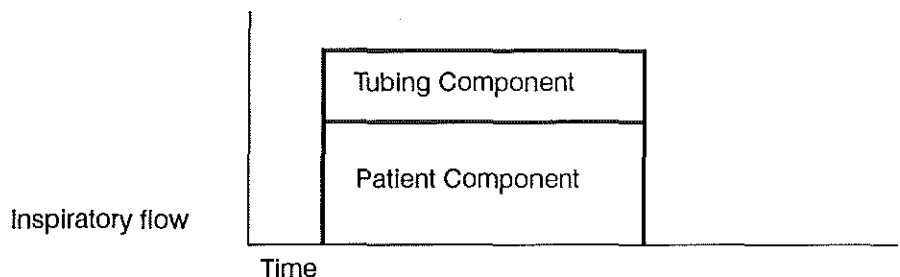 Tubing Component
Patient Component
Inspiratory flow
Time